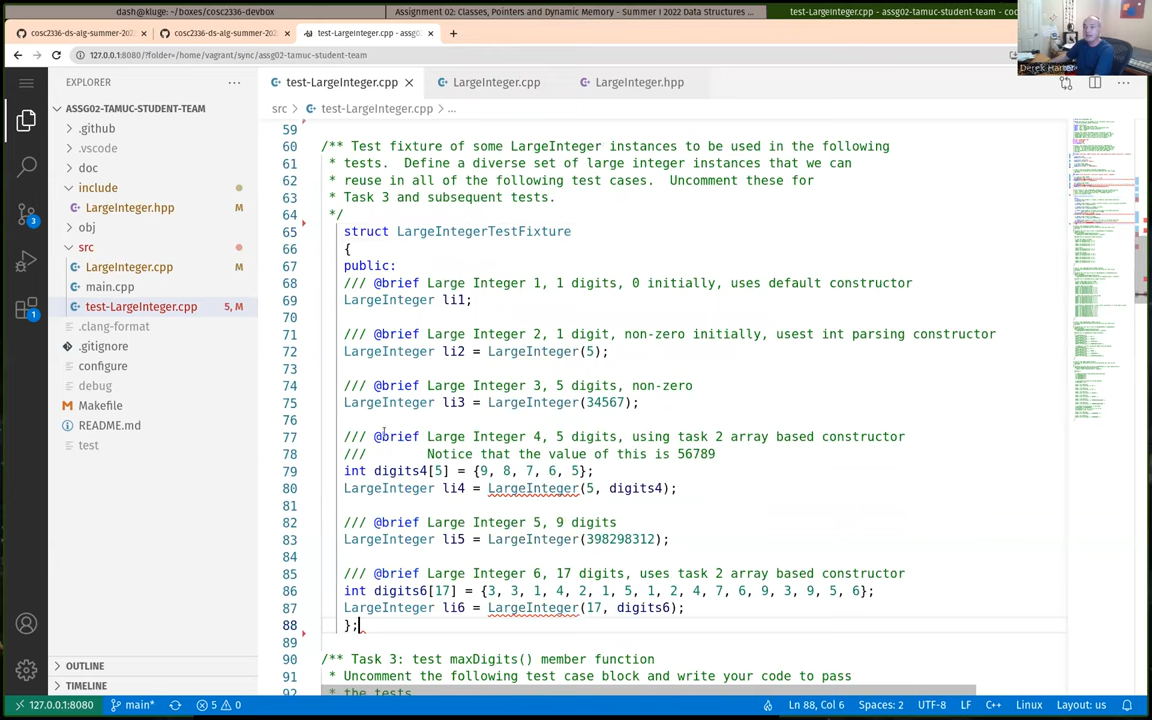 dash@kluge: ~/boxes/cosc2336-devbox
Assignment 02: Classes, Pointers and Dynamic Memory - Summer I 2022 Data Structures ...
test-LargeInteger.cpp - assg02-tamuc-student-team -
cosc2336-ds-alg-summer-202
cosc2336-ds-alg-summer-202
test-LargeInteger.cpp - assg
127.0.0.1:8080/?folder=/home/vagrant/sync/assg02-tamuc-student-team
EXPLORER
test-LargeInteger.cpp
LargeInteger.cpp
LargeInteger.hpp
src > test-LargeInteger.cpp > ...
ASSG02-TAMUC-STUDENT-TEAM
.github
.vscode
doc
include
LargeInteger.hpp M
obj
src
LargeInteger.cpp M
main.cpp
test-LargeInteger.cpp 5, M
.clang-format
.gitignore
configure
debug
Makefile
README.md
test
OUTLINE
TIMELINE
3
1
59
60 /** Test fixture of some LargeInteger instances to be used in the following
61 * tests.  Define a diverse set of large integer instances that we can
62 * reuse in all of the following test cases.  Uncomment these for
63 * Task 3 and subsequent tests.
64 */
65 struct LargeIntegerTestFixture
66 {
67 public:
68 /// @brief Large Integer 1, 1 digits, 0 initially, uses default constructor
69 LargeInteger li1;
70
71 /// @brief Large Integer 2, 1 digit, non-zero initially, usest int parsing constructor
72 LargeInteger li2 = LargeInteger(5);
73
74 /// @brief Large Integer 3, 5 digits, non-zero
75 LargeInteger li3 = LargeInteger(34567);
76
77 /// @brief Large Integer 4, 5 digits, using task 2 array based constructor
78 ///        Notice that the value of this is 56789
79 int digits4[5] = {9, 8, 7, 6, 5};
80 LargeInteger li4 = LargeInteger(5, digits4);
81
82 /// @brief Large Integer 5, 9 digits
83 LargeInteger li5 = LargeInteger(398298312);
84
85 /// @brief Large Integer 6, 17 digits, uses task 2 array based constructor
86 int digits6[17] = {3, 3, 1, 4, 2, 1, 5, 1, 2, 4, 7, 6, 9, 3, 9, 5, 6};
87 LargeInteger li6 = LargeInteger(17, digits6);
88 };
89
90 /** Task 3: test maxDigits() member function
91 * Uncomment the following test case block and write your code to pass
92 * the tests
127.0.0.1:8080 main* 5 0 Ln 88, Col 6 Spaces: 2 UTF-8 LF C++ Linux Layout: us